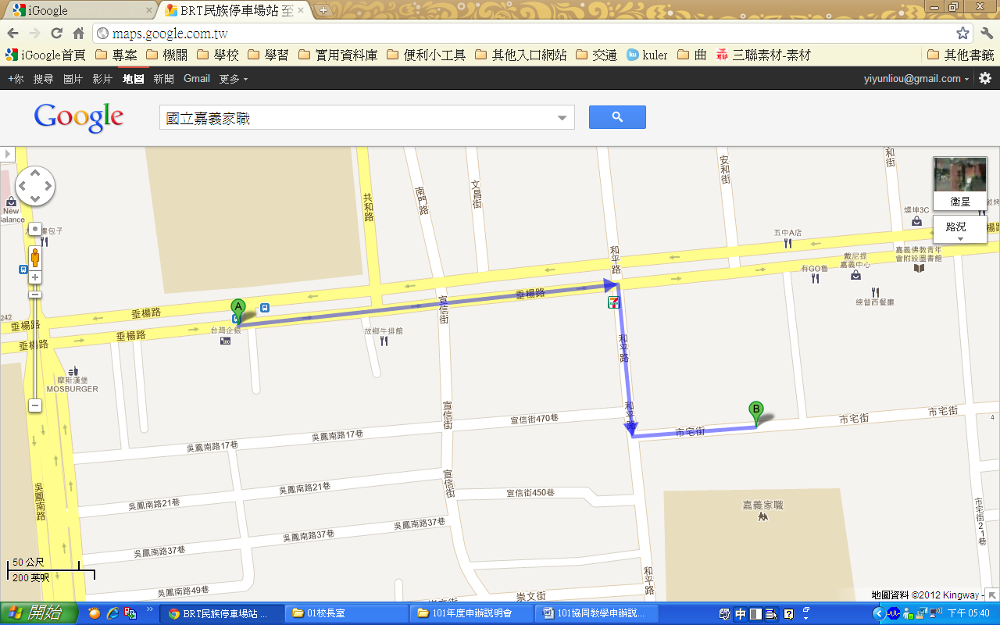 iGoogle
BRT民族停車場站 至
maps.google.com.tw
iGoogle首頁 專案 機關 學校 學習 實用資料庫 便利小工具 其他入口網站 交通 kuler 曲 三聯素材-素材 其他書籤
+你 搜尋 圖片 影片 地圖 新聞 Gmail 更多 yiyunliou@gmail.com
Google 國立嘉義家職
衛星
路況
和街
安和街
文昌街
南門路
共和路
New
Balance
燦坤3C
五中A店
和平路
戴尼提
嘉義中心
嘉義佛教青年
會附設圖書館
有GO魯
總督西餐廳
垂楊路
垂楊路
垂楊路
垂楊路
垂楊路
242
A
台灣企銀
故鄉牛排館
宣信街
和平路
摩斯漢堡
MOSBURGER
B
宣信街
宣信街470巷
和平路
市宅街
市宅街
市宅街
4
吳鳳南路17巷
吳鳳南路17巷
吳鳳南路
吳鳳南路21巷
吳鳳南路21巷
宣信街
宣信街450巷
嘉義家職
市宅街21巷
吳鳳南路37巷
吳鳳南路37巷
吳鳳南路37巷
吳鳳南路49巷
和平路
崇文街
50 公尺
200 英呎
地圖資料 ©2012 Kingway -
開始 BRT民族停車場站 ... 01校長室 101年度申辦說明會 101協同教學申辦說... 中 下午 05:40